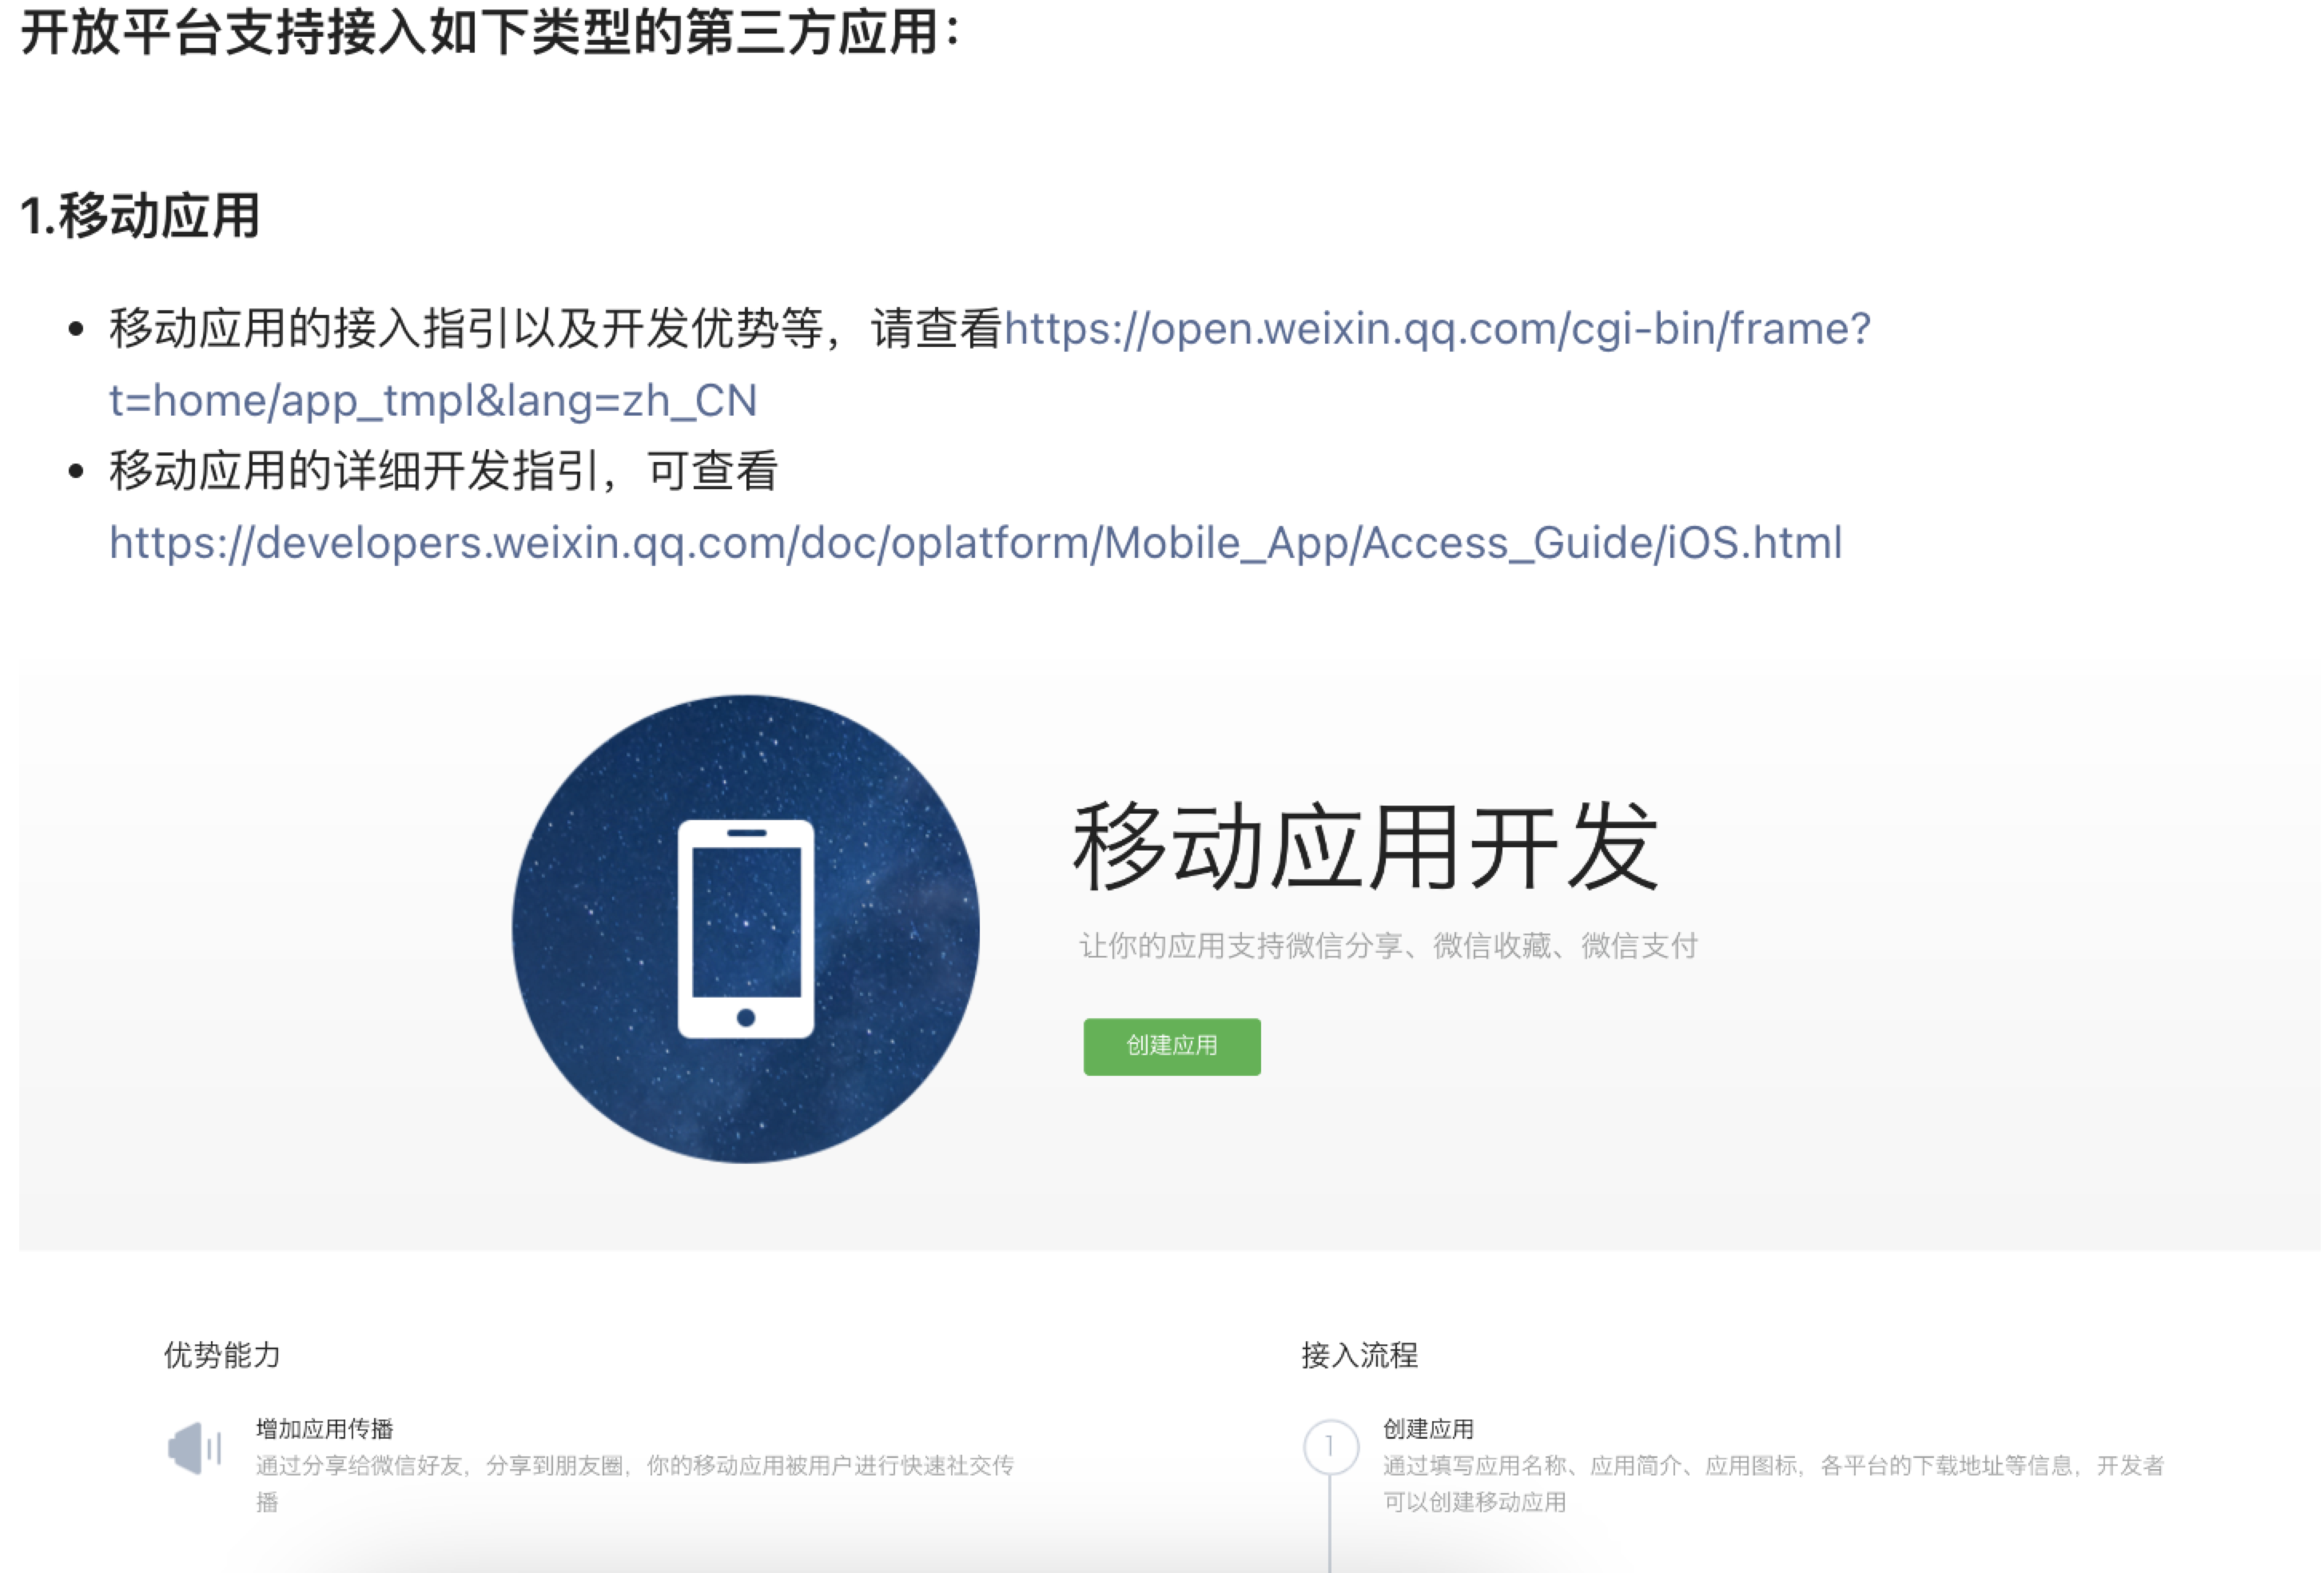 开放平台支持接入如下类型的第三方应用：
1.移动应用
移动应用的接入指引以及开发优势等，请查看https://open.weixin.qq.com/cgi-bin/frame?
t=home/app_tmpl&lang=zh_CN
移动应用的详细开发指引，可查看
https://developers.weixin.qq.com/doc/oplatform/Mobile_App/Access_Guide/iOS.html
移动应用开发
让你的应用支持微信分享、微信收藏、微信支付
创建应用
优势能力
增加应用传播
通过分享给微信好友，分享到朋友圈，你的移动应用被用户进行快速社交传
播
接入流程
1
创建应用
通过填写应用名称、应用简介、应用图标，各平台的下载地址等信息，开发者
可以创建移动应用